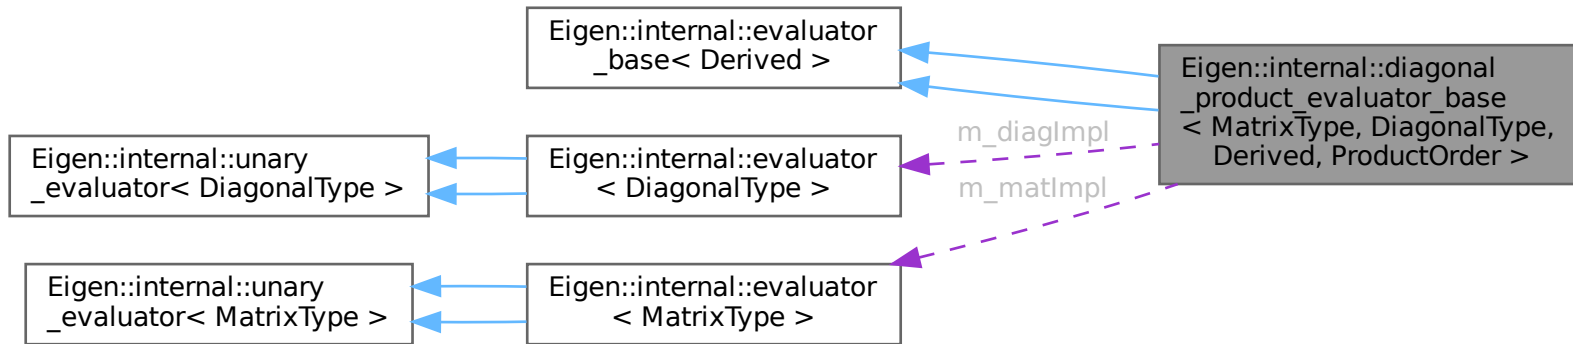 Eigen::internal::evaluator
_base< Derived >
Eigen::internal::diagonal
_product_evaluator_base
< MatrixType, DiagonalType,
Derived, ProductOrder >
m_diagImpl
Eigen::internal::unary
_evaluator< DiagonalType >
Eigen::internal::evaluator
< DiagonalType >
m_matImpl
Eigen::internal::unary
_evaluator< MatrixType >
Eigen::internal::evaluator
< MatrixType >